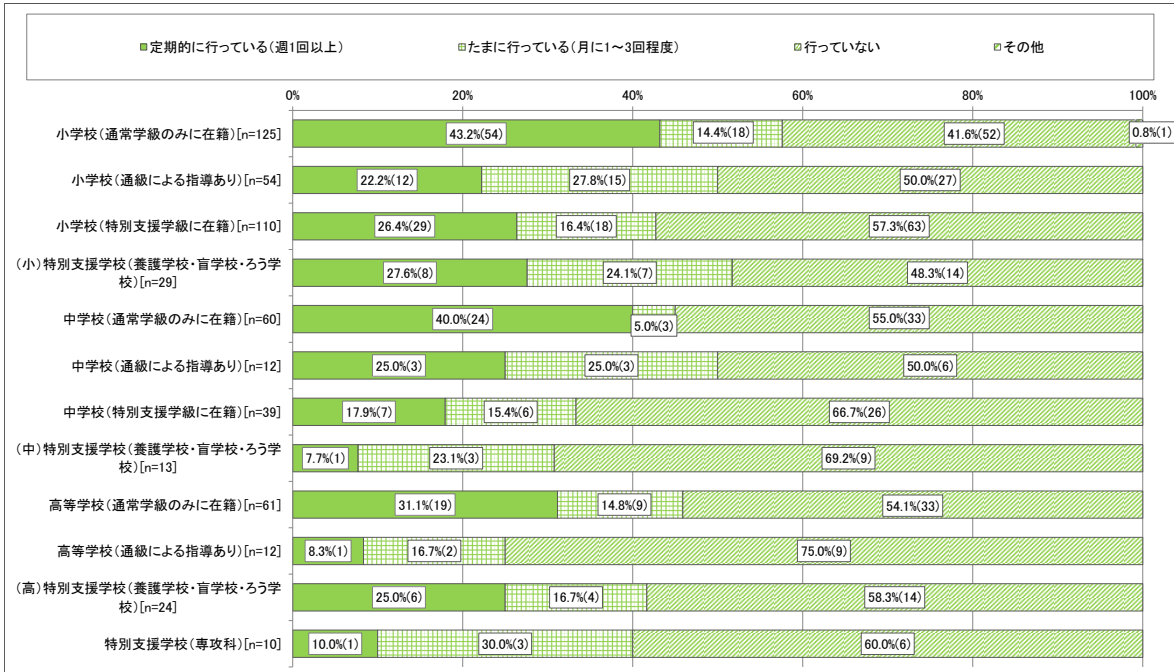 定期的に行っている(週1回以上) たまに行っている(月に1～3回程度) 行っていない その他
0% 20% 40% 60% 80% 100%
小学校(通常学級のみに在籍)[n=125] 43.2%(54) 14.4%(18) 41.6%(52) 0.8%(1)
小学校(通級による指導あり)[n=54] 22.2%(12) 27.8%(15) 50.0%(27)
小学校(特別支援学級に在籍)[n=110] 26.4%(29) 16.4%(18) 57.3%(63)
(小)特別支援学校(養護学校・盲学校・ろう学
校)[n=29] 27.6%(8) 24.1%(7) 48.3%(14)
中学校(通常学級のみに在籍)[n=60] 40.0%(24) 5.0%(3) 55.0%(33)
中学校(通級による指導あり)[n=12] 25.0%(3) 25.0%(3) 50.0%(6)
中学校(特別支援学級に在籍)[n=39] 17.9%(7) 15.4%(6) 66.7%(26)
(中)特別支援学校(養護学校・盲学校・ろう学
校)[n=13] 7.7%(1) 23.1%(3) 69.2%(9)
高等学校(通常学級のみに在籍)[n=61] 31.1%(19) 14.8%(9) 54.1%(33)
高等学校(通級による指導あり)[n=12] 8.3%(1) 16.7%(2) 75.0%(9)
(高)特別支援学校(養護学校・盲学校・ろう学
校)[n=24] 25.0%(6) 16.7%(4) 58.3%(14)
特別支援学校(専攻科)[n=10] 10.0%(1) 30.0%(3) 60.0%(6)